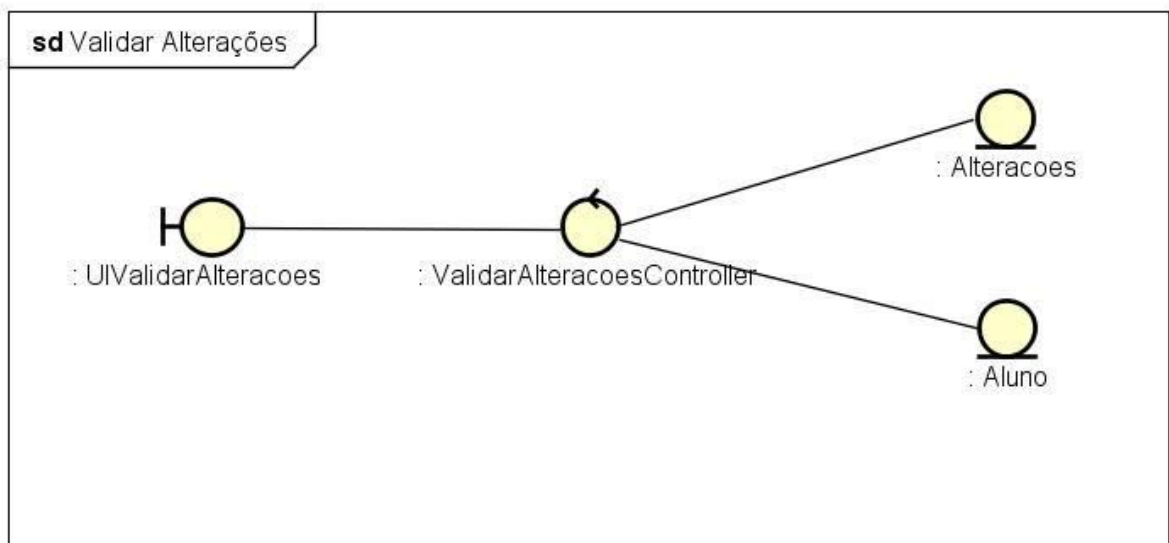 sd Validar Alterações
: Alteracoes
: UIValidarAlteracoes
: ValidarAlteracoesController
: Aluno